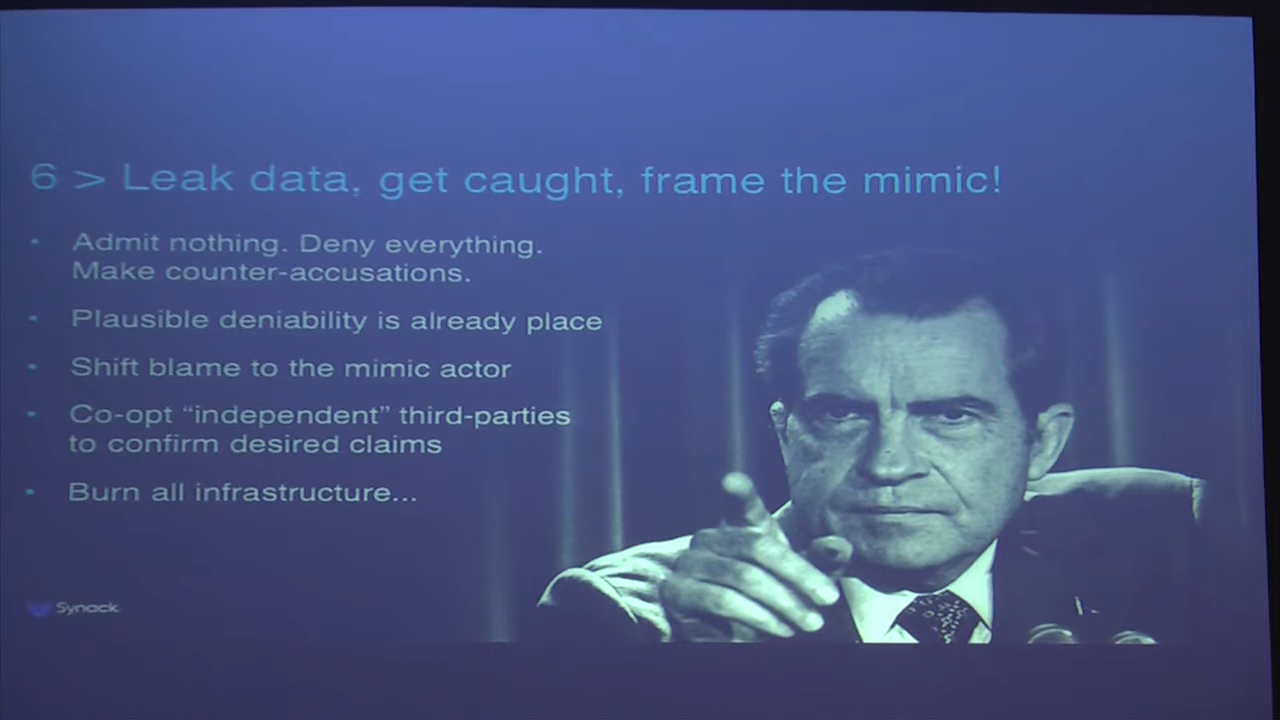 6 > Leak data, get caught, frame the mimic!
• Admit nothing. Deny everything.
Make counter-accusations.
• Plausible deniability is already place
• Shift blame to the mimic actor
• Co-opt “independent” third-parties
to confirm desired claims
• Burn all infrastructure...
Synack